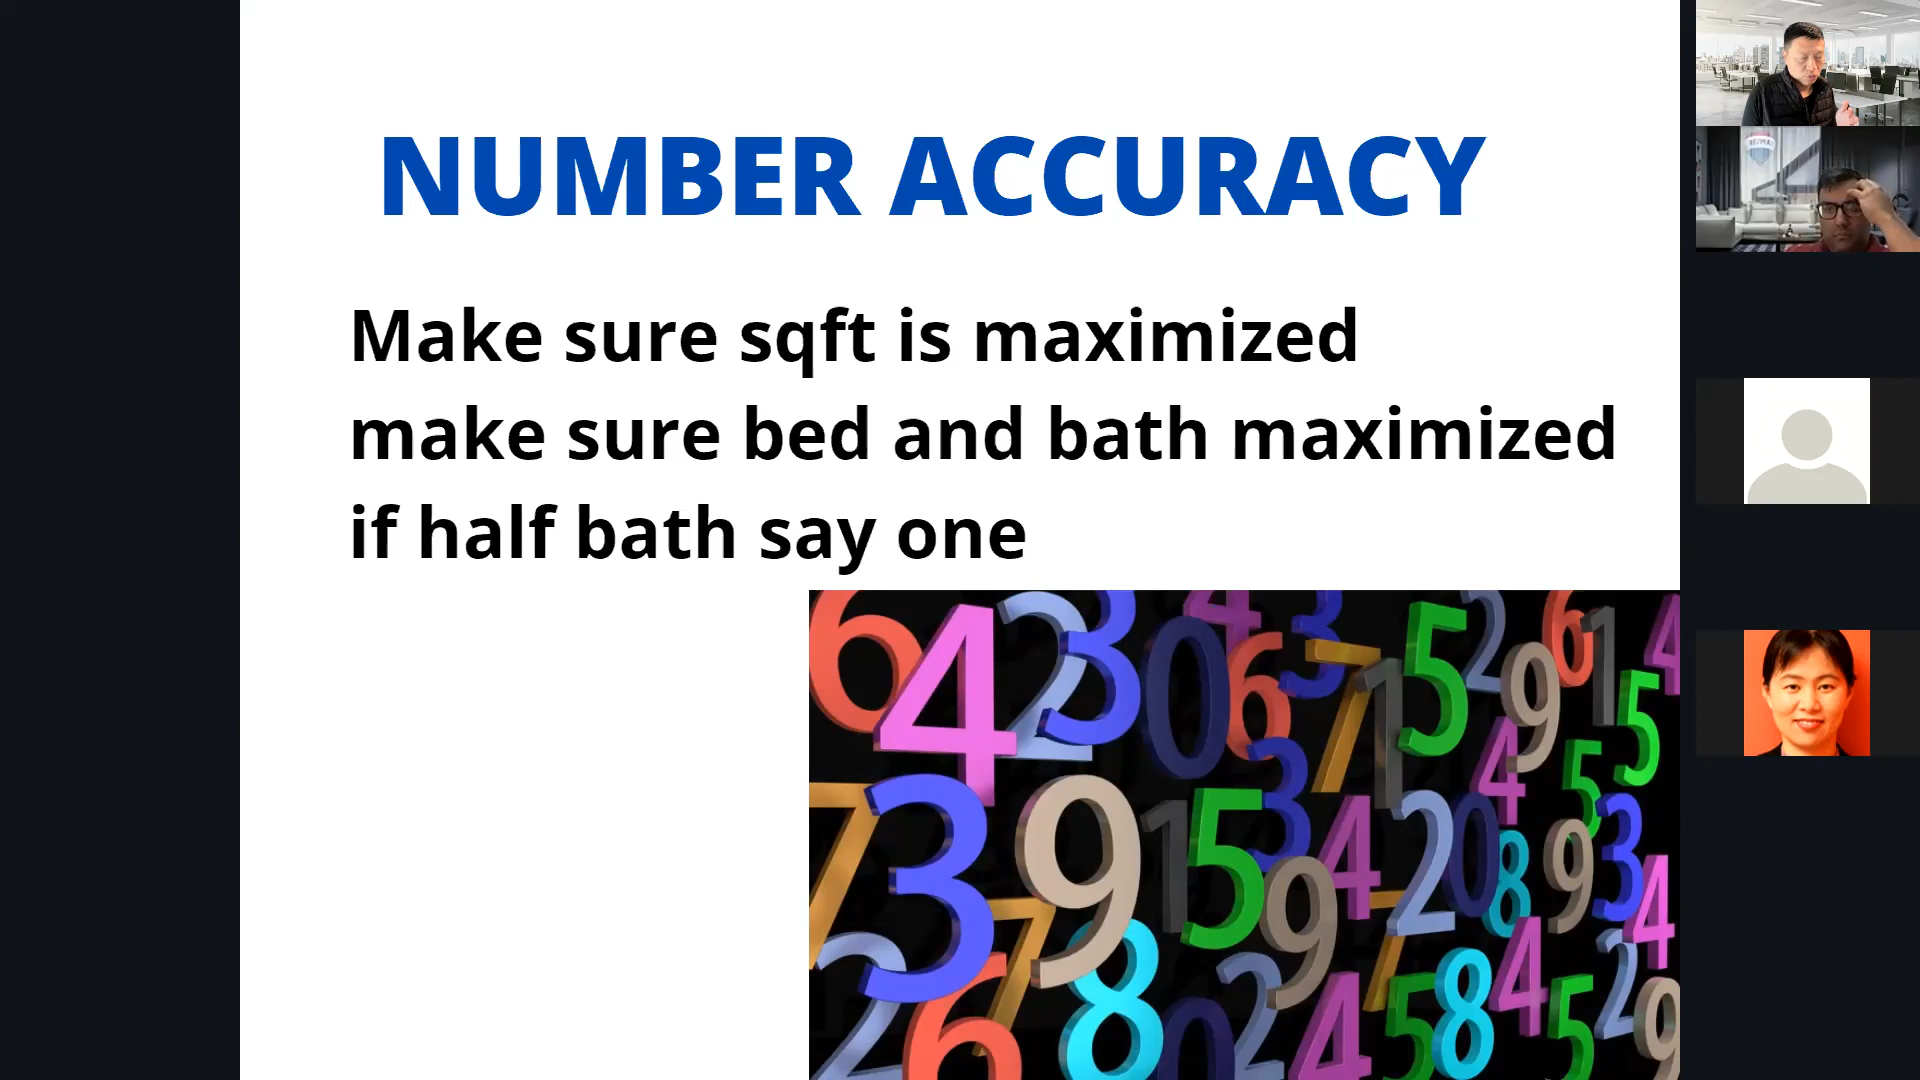 NUMBER ACCURACY
Make sure sqft is maximized
make sure bed and bath maximized
if half bath say one